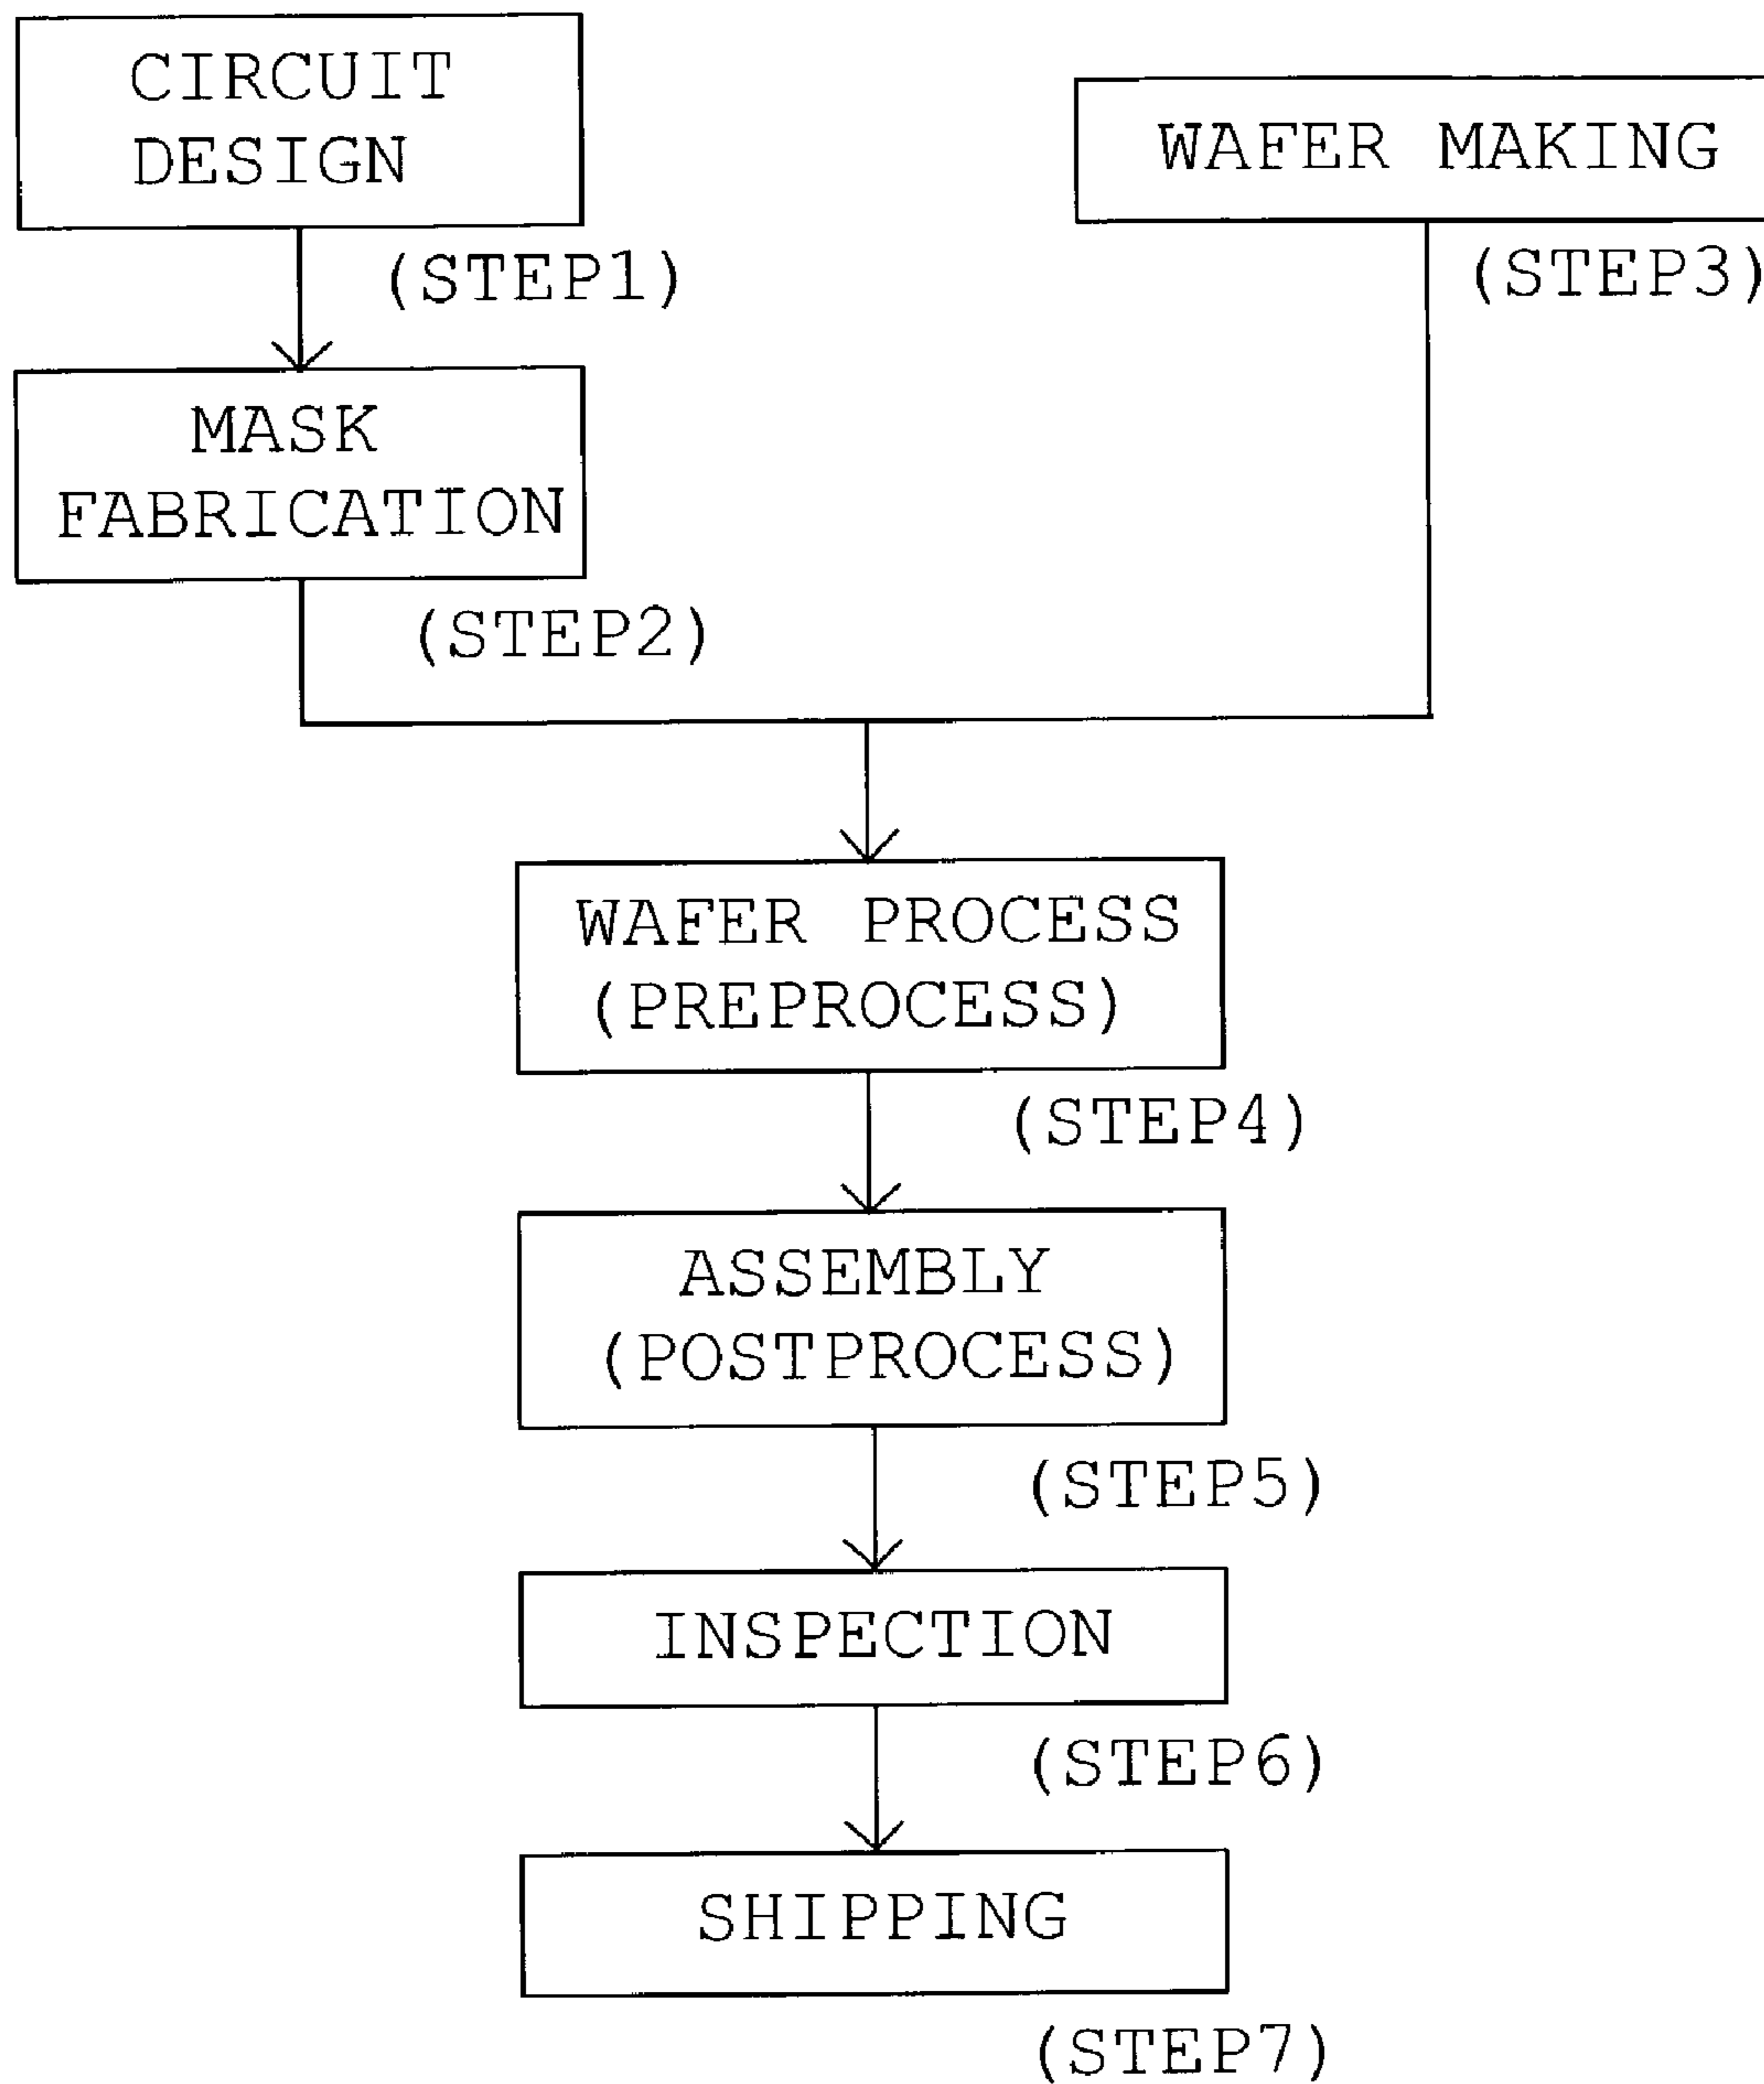 CIRCUIT
DESIGN
(STEP1)
MASK
FABRICATION
(STEP2)
WAFER MAKING
(STEP3)
WAFER PROCESS
(PREPROCESS)
(STEP4)
ASSEMBLY
(POSTPROCESS)
(STEP5)
INSPECTION
(STEP6)
SHIPPING
(STEP7)